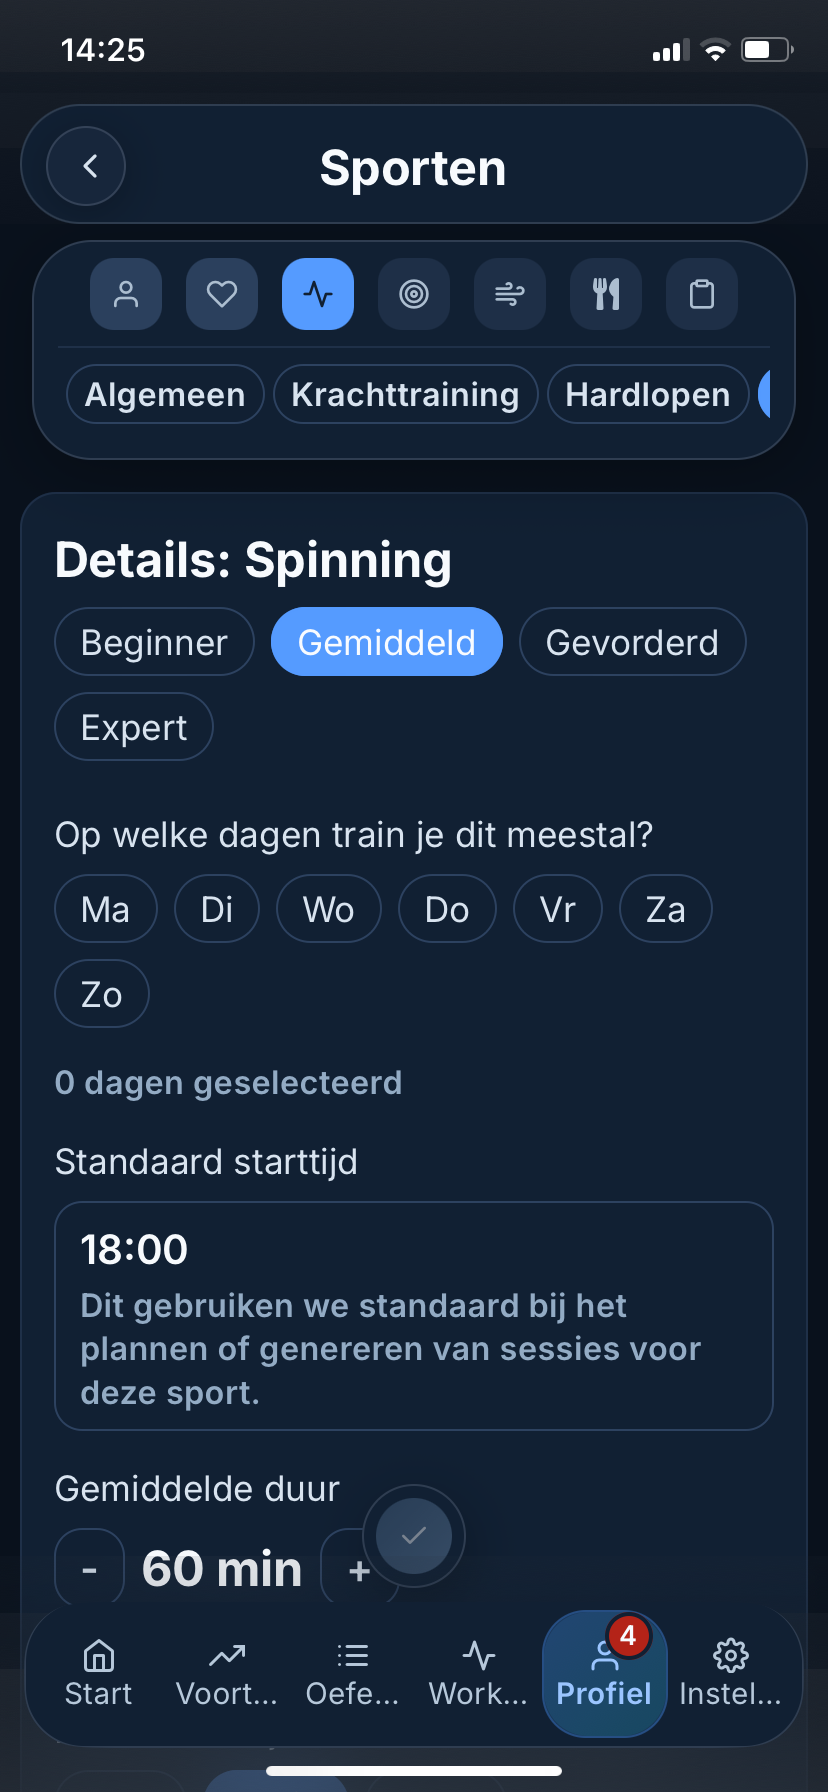 14:25
Sporten
Algemeen Krachttraining Hardlopen
Details: Spinning
Beginner Gemiddeld Gevorderd
Expert
Op welke dagen train je dit meestal?
Ma Di Wo Do Vr Za
Zo
0 dagen geselecteerd
Standaard starttijd
18:00
Dit gebruiken we standaard bij het
plannen of genereren van sessies voor
deze sport.
Gemiddelde duur
- 60 min +
4
Start Voort... Oefe... Work... Profiel Instel...